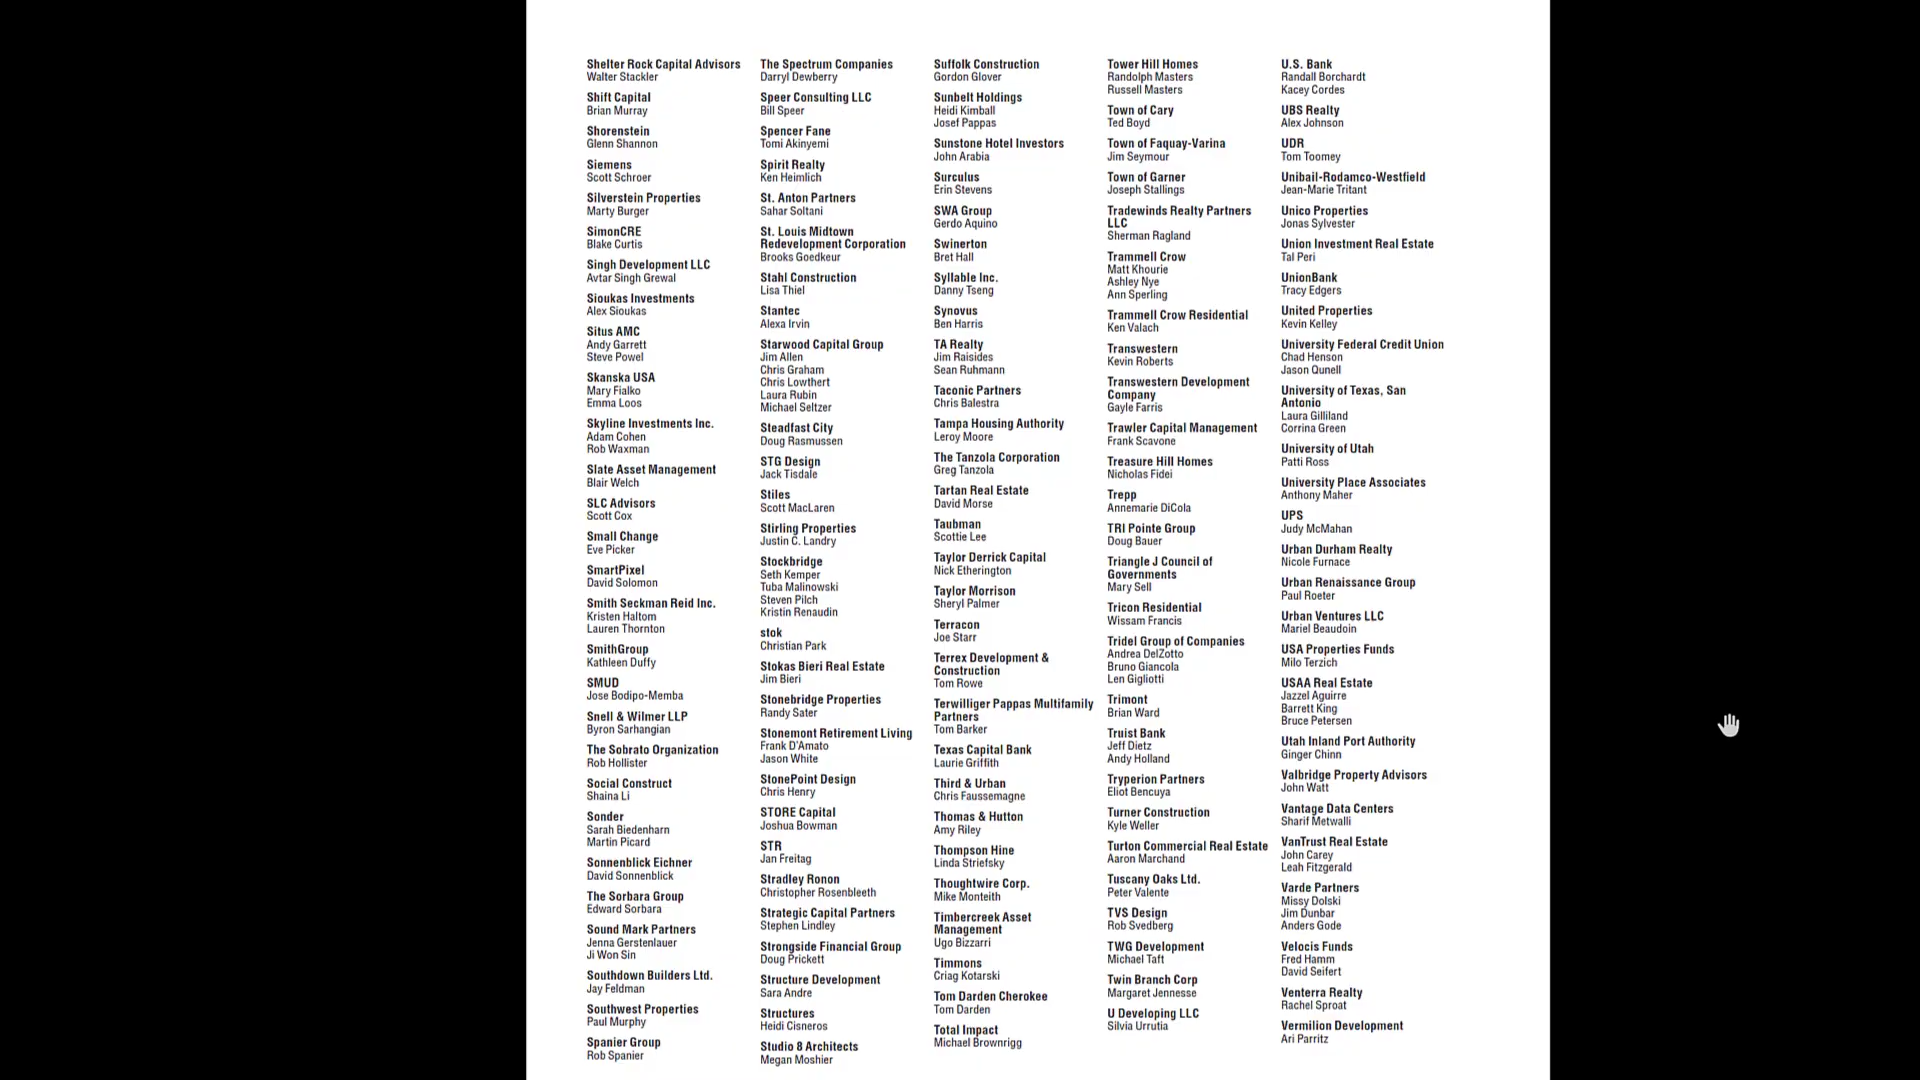 Shelter Rock Capital Advisors
Walter Stackler
Shift Capital
Brian Murray
Shorenstein
Glenn Shannon
Siemens
Scott Schroer
Silverstein Properties
Marty Burger
SimonCRE
Blake Curtis
Singh Development LLC
Avtar Singh Grewal
Sioukas Investments
Alex Sioukas
Situs AMC
Andy Garrett
Steve Powel
Skanska USA
Mary Fialko
Emma Loos
Skyline Investments Inc.
Adam Cohen
Rob Waxman
Slate Asset Management
Blair Welch
SLC Advisors
Scott Cox
Small Change
Eve Picker
SmartPixel
David Solomon
Smith Seckman Reid Inc.
Kristen Haltom
Lauren Thornton
SmithGroup
Kathleen Duffy
SMUD
Jose Bodipo-Memba
Snell & Wilmer LLP
Byron Sarhangian
The Sobrato Organization
Rob Hollister
Social Construct
Shaina Li
Sonder
Sarah Biedenharn
Martin Picard
Sonnenblick Eichner
David Sonnenblick
The Sorbara Group
Edward Sorbara
Sound Mark Partners
Jenna Gerstenlauer
Ji Won Sin
Southdown Builders Ltd.
Jay Feldman
Southwest Properties
Paul Murphy
Spanier Group
Rob Spanier
The Spectrum Companies
Darryl Dewberry
Speer Consulting LLC
Bill Speer
Spencer Fane
Tomi Akinyemi
Spirit Realty
Ken Heimlich
St. Anton Partners
Sahar Soltani
St. Louis Midtown
Redevelopment Corporation
Brooks Goedkeur
Stahl Construction
Lisa Thiel
Stantec
Alexa Irvin
Starwood Capital Group
Jim Allen
Chris Graham
Chris Lowthert
Laura Rubin
Michael Seltzer
Steadfast City
Doug Rasmussen
STG Design
Jack Tisdale
Stiles
Scott MacLaren
Stirling Properties
Justin C. Landry
Stockbridge
Seth Kemper
Tuba Malinowski
Steven Pilch
Kristin Renaudin
stok
Christian Park
Stokas Bieri Real Estate
Jim Bieri
Stonebridge Properties
Randy Sater
Stonemont Retirement Living
Frank D'Amato
Jason White
StonePoint Design
Chris Henry
STORE Capital
Joshua Bowman
STR
Jan Freitag
Stradley Ronon
Christopher Rosenbleeth
Strategic Capital Partners
Stephen Lindley
Strongside Financial Group
Doug Prickett
Structure Development
Sara Andre
Structures
Heidi Cisneros
Studio 8 Architects
Megan Moshier
Suffolk Construction
Gordon Glover
Sunbelt Holdings
Heidi Kimball
Josef Pappas
Sunstone Hotel Investors
John Arabia
Surculus
Erin Stevens
SWA Group
Gerdo Aquino
Swinerton
Bret Hall
Syllable Inc.
Danny Tseng
Synovus
Ben Harris
TA Realty
Jim Raisides
Sean Ruhmann
Taconic Partners
Chris Balestra
Tampa Housing Authority
Leroy Moore
The Tanzola Corporation
Greg Tanzola
Tartan Real Estate
David Morse
Taubman
Scottie Lee
Taylor Derrick Capital
Nick Etherington
Taylor Morrison
Sheryl Palmer
Terracon
Joe Starr
Terrex Development &
Construction
Tom Rowe
Terwilliger Pappas Multifamily
Partners
Tom Barker
Texas Capital Bank
Laurie Griffith
Third & Urban
Chris Faussemagne
Thomas & Hutton
Amy Riley
Thompson Hine
Linda Striefsky
Thoughtwire Corp.
Mike Monteith
Timbercreek Asset
Management
Ugo Bizzarri
Timmons
Criag Kotarski
Tom Darden Cherokee
Tom Darden
Total Impact
Michael Brownrigg
Tower Hill Homes
Randolph Masters
Russell Masters
Town of Cary
Ted Boyd
Town of Faquay-Varina
Jim Seymour
Town of Garner
Joseph Stallings
Tradewinds Realty Partners
LLC
Sherman Ragland
Trammell Crow
Matt Khourie
Ashley Nye
Ann Sperling
Trammell Crow Residential
Ken Valach
Transwestern
Kevin Roberts
Transwestern Development
Company
Gayle Farris
Trawler Capital Management
Frank Scavone
Treasure Hill Homes
Nicholas Fidei
Trepp
Annemarie DiCola
TRI Pointe Group
Doug Bauer
Triangle J Council of
Governments
Mary Sell
Tricon Residential
Wissam Francis
Tridel Group of Companies
Andrea DelZotto
Bruno Giancola
Len Gigliotti
Trimont
Brian Ward
Truist Bank
Jeff Dietz
Andy Holland
Tryperion Partners
Eliot Bencuya
Turner Construction
Kyle Weller
Turton Commercial Real Estate
Aaron Marchand
Tuscany Oaks Ltd.
Peter Valente
TVS Design
Rob Svedberg
TWG Development
Michael Taft
Twin Branch Corp
Margaret Jennesse
U Developing LLC
Silvia Urrutia
U.S. Bank
Randall Borchardt
Kacey Cordes
UBS Realty
Alex Johnson
UDR
Tom Toomey
Unibail-Rodamco-Westfield
Jean-Marie Tritant
Unico Properties
Jonas Sylvester
Union Investment Real Estate
Tal Peri
UnionBank
Tracy Edgers
United Properties
Kevin Kelley
University Federal Credit Union
Chad Henson
Jason Qunell
University of Texas, San
Antonio
Laura Gilliland
Corrina Green
University of Utah
Patti Ross
University Place Associates
Anthony Maher
UPS
Judy McMahan
Urban Durham Realty
Nicole Furnace
Urban Renaissance Group
Paul Roeter
Urban Ventures LLC
Mariel Beaudoin
USA Properties Funds
Milo Terzich
USAA Real Estate
Jazzel Aguirre
Barrett King
Bruce Petersen
Utah Inland Port Authority
Ginger Chinn
Valbridge Property Advisors
John Watt
Vantage Data Centers
Sharif Metwalli
VanTrust Real Estate
John Carey
Leah Fitzgerald
Varde Partners
Missy Dolski
Jim Dunbar
Anders Gode
Velocis Funds
Fred Hamm
David Seifert
Venterra Realty
Rachel Sproat
Vermilion Development
Ari Parritz